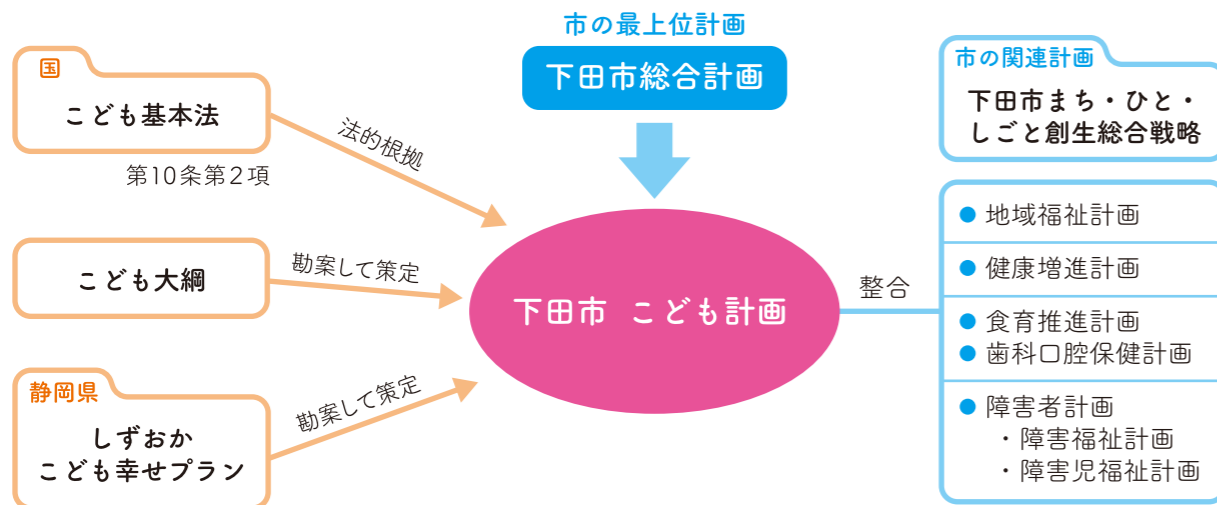 国
こども基本法
第10条第2項
法的根拠
こども大綱
勘案して策定
静岡県
しずおか
こども幸せプラン
勘案して策定
市の最上位計画
下田市総合計画
下田市 こども計画
整合
市の関連計画
下田市まち・ひと・
しごと創生総合戦略
● 地域福祉計画
● 健康増進計画
● 食育推進計画
● 歯科口腔保健計画
● 障害者計画
・障害福祉計画
・障害児福祉計画